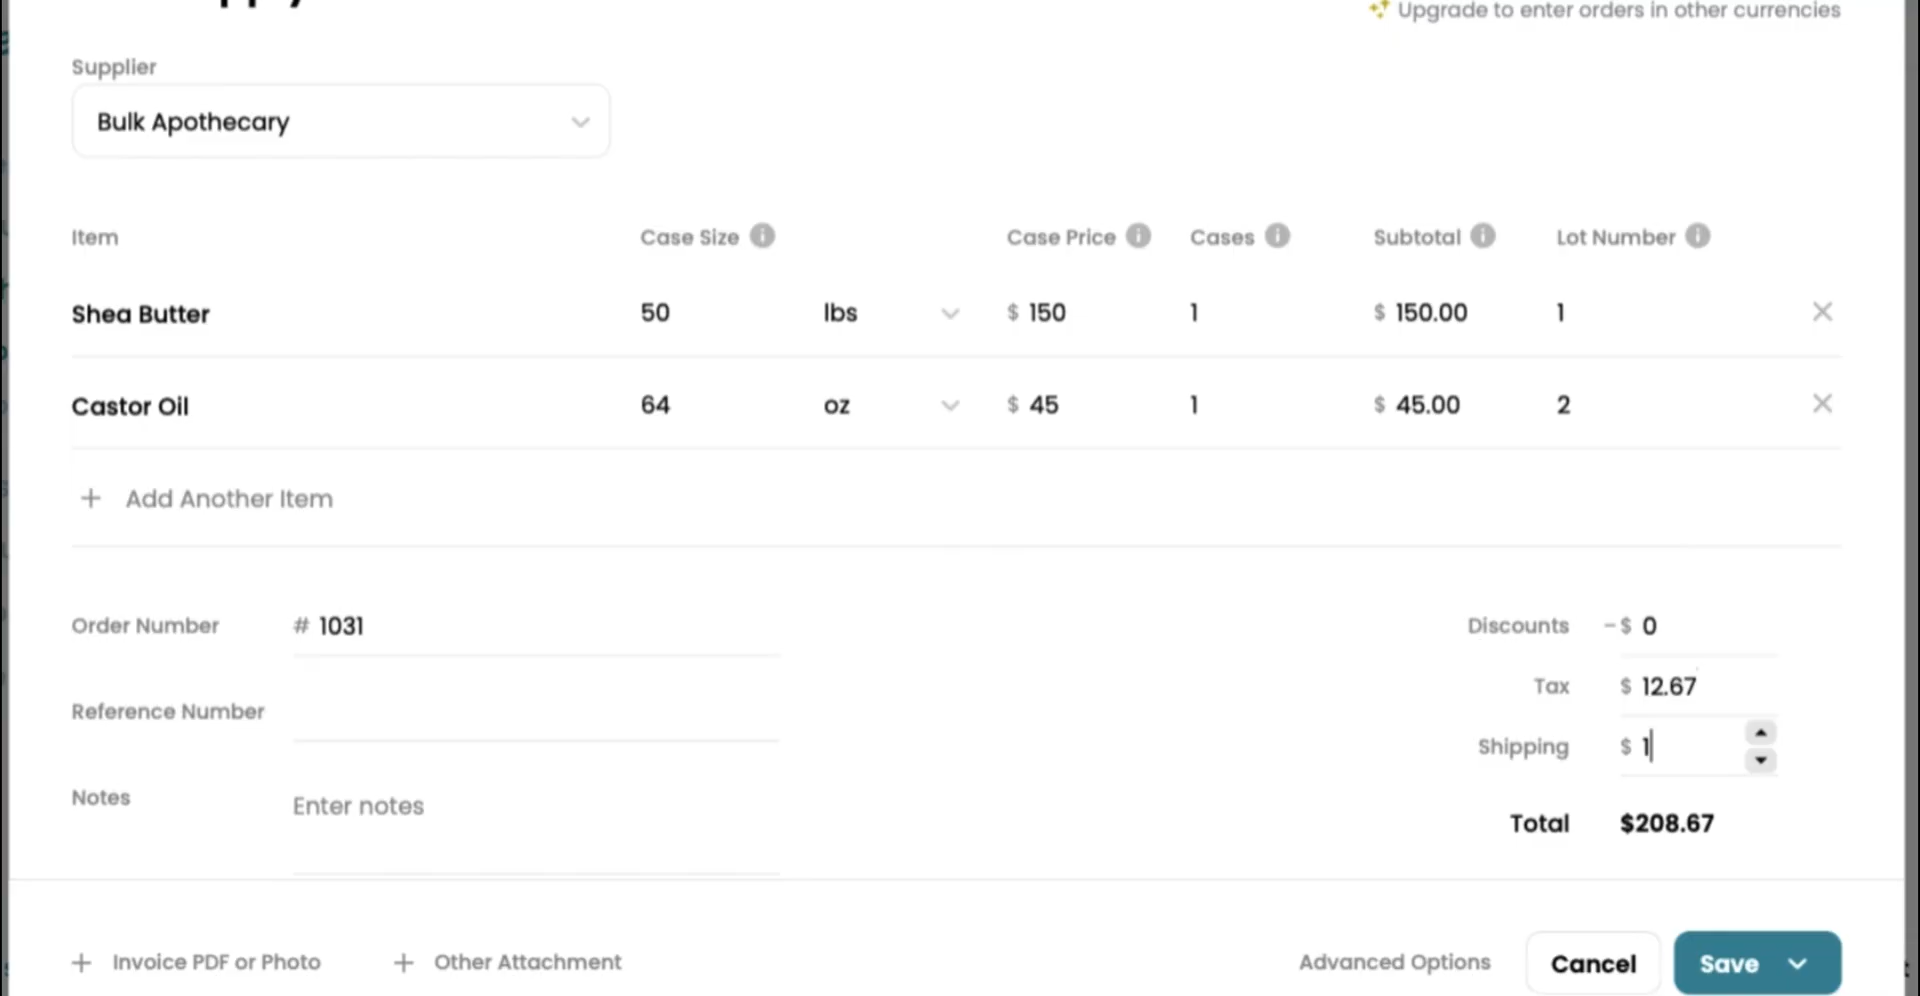 Upgrade to enter orders in other currencies
Supplier
Bulk Apothecary
Item Case Size Case Price Cases Subtotal Lot Number
Shea Butter 50 lbs $ 150 1 $ 150.00 1
Castor Oil 64 oz $ 45 1 $ 45.00 2
+ Add Another Item
Order Number # 1031
Discounts -$ 0
Tax $ 12.67
Reference Number
Shipping $ 1
Notes Enter notes
Total $208.67
+ Invoice PDF or Photo + Other Attachment Advanced Options Cancel Save